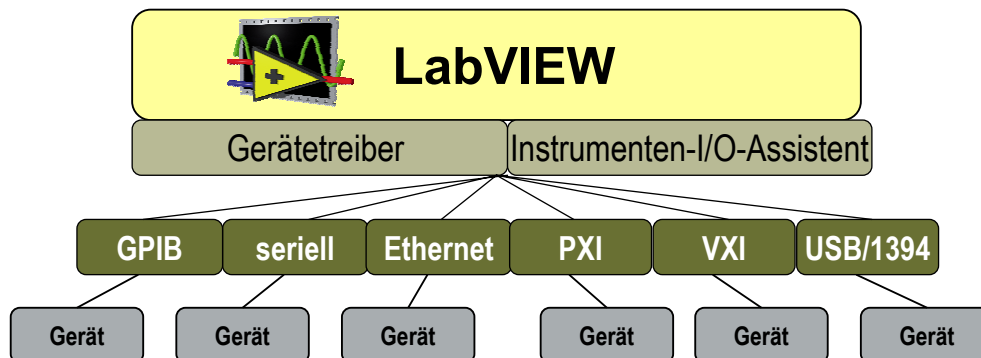 LabVIEW
Gerätetreiber Instrumenten-I/O-Assistent
GPIB seriell Ethernet PXI VXI USB/1394
Gerät Gerät Gerät Gerät Gerät Gerät